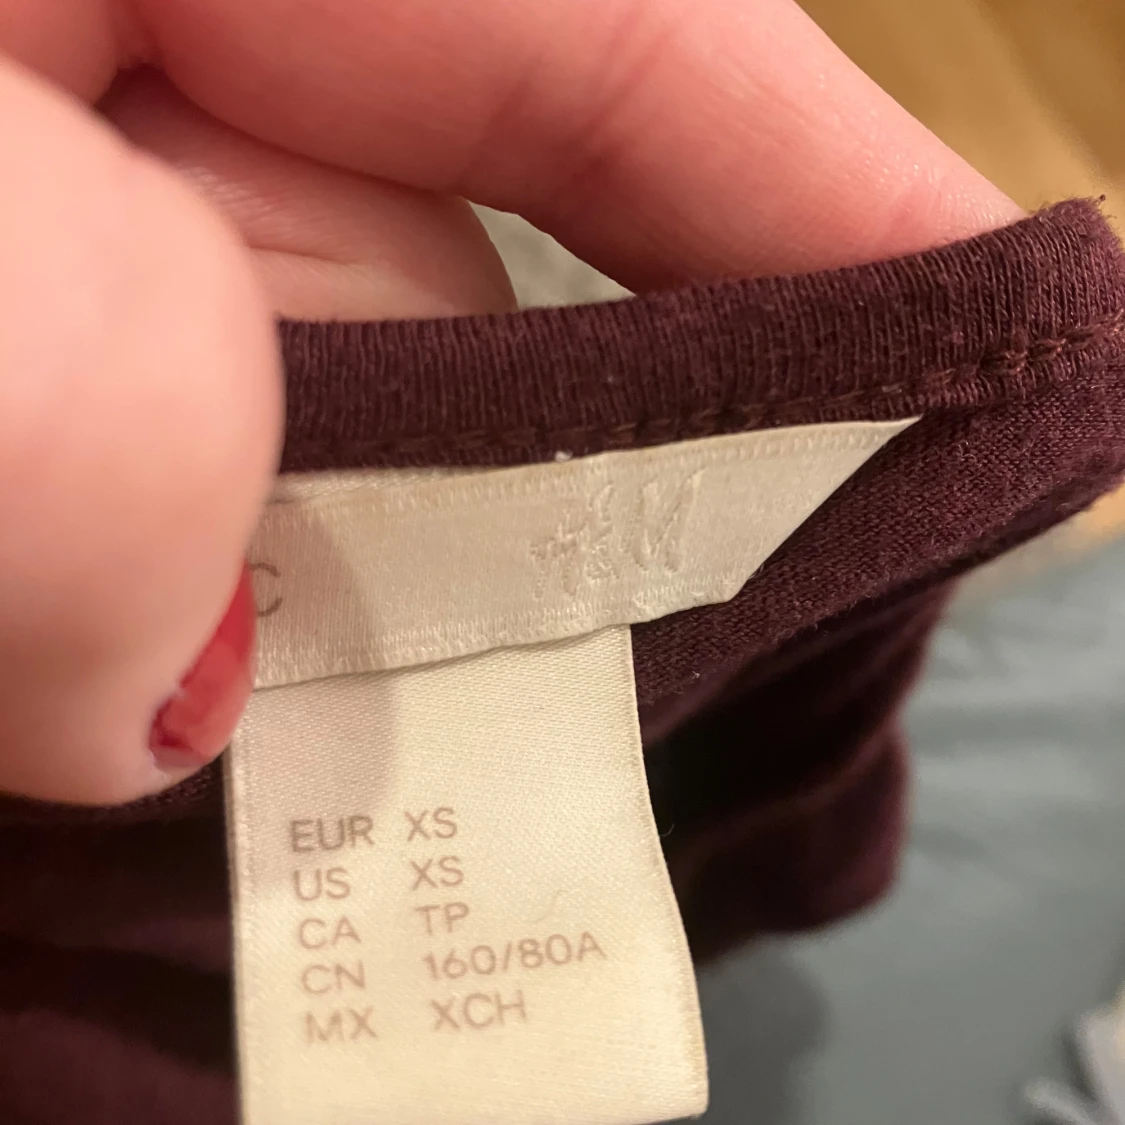 H&M
EUR XS
US XS
CA TP
CN 160/80A
MX XCH